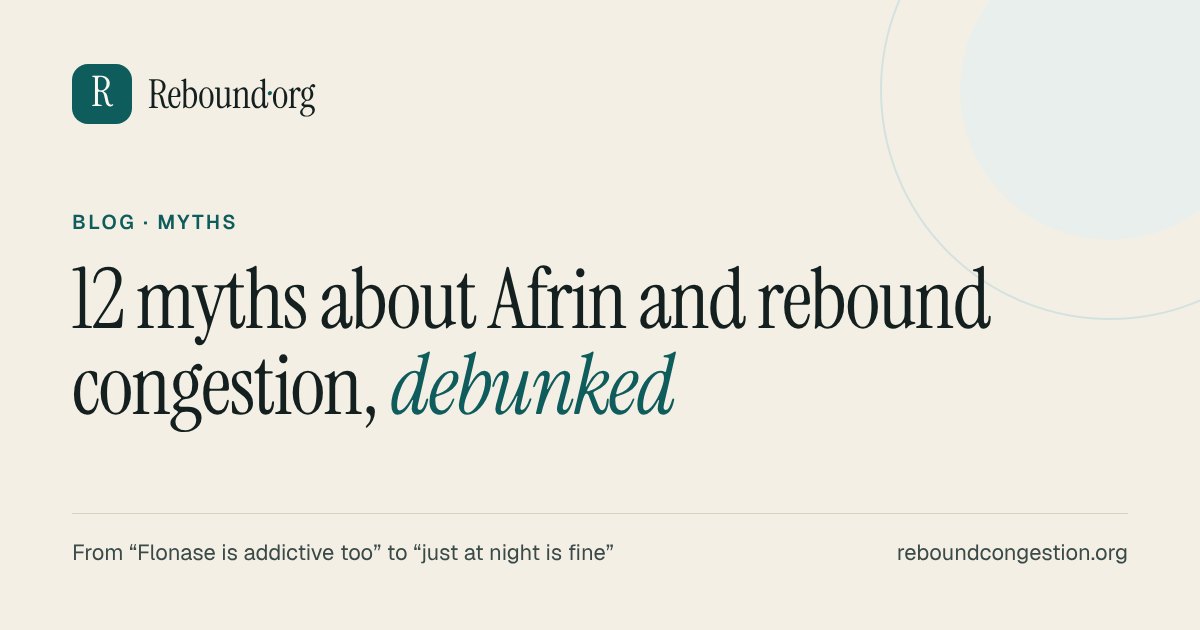 R
Rebound·org
BLOG · MYTHS
12 myths about Afrin and rebound
congestion, debunked
From “Flonase is addictive too” to “just at night is fine”
reboundcongestion.org